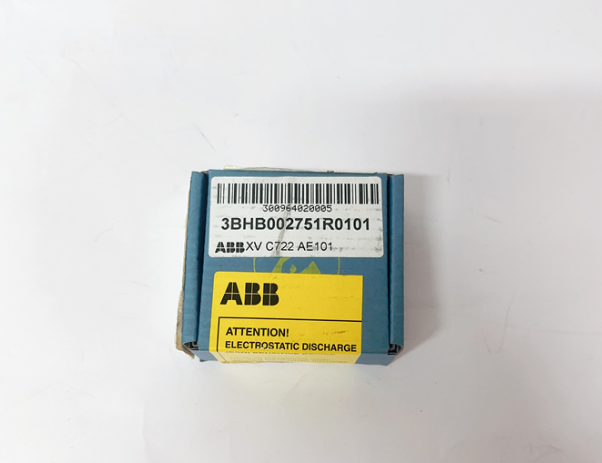 300964020005
3BHB002751R0101
ABB XV C722 AE101
ABB
ATTENTION!
ELECTROSTATIC DISCHARGE